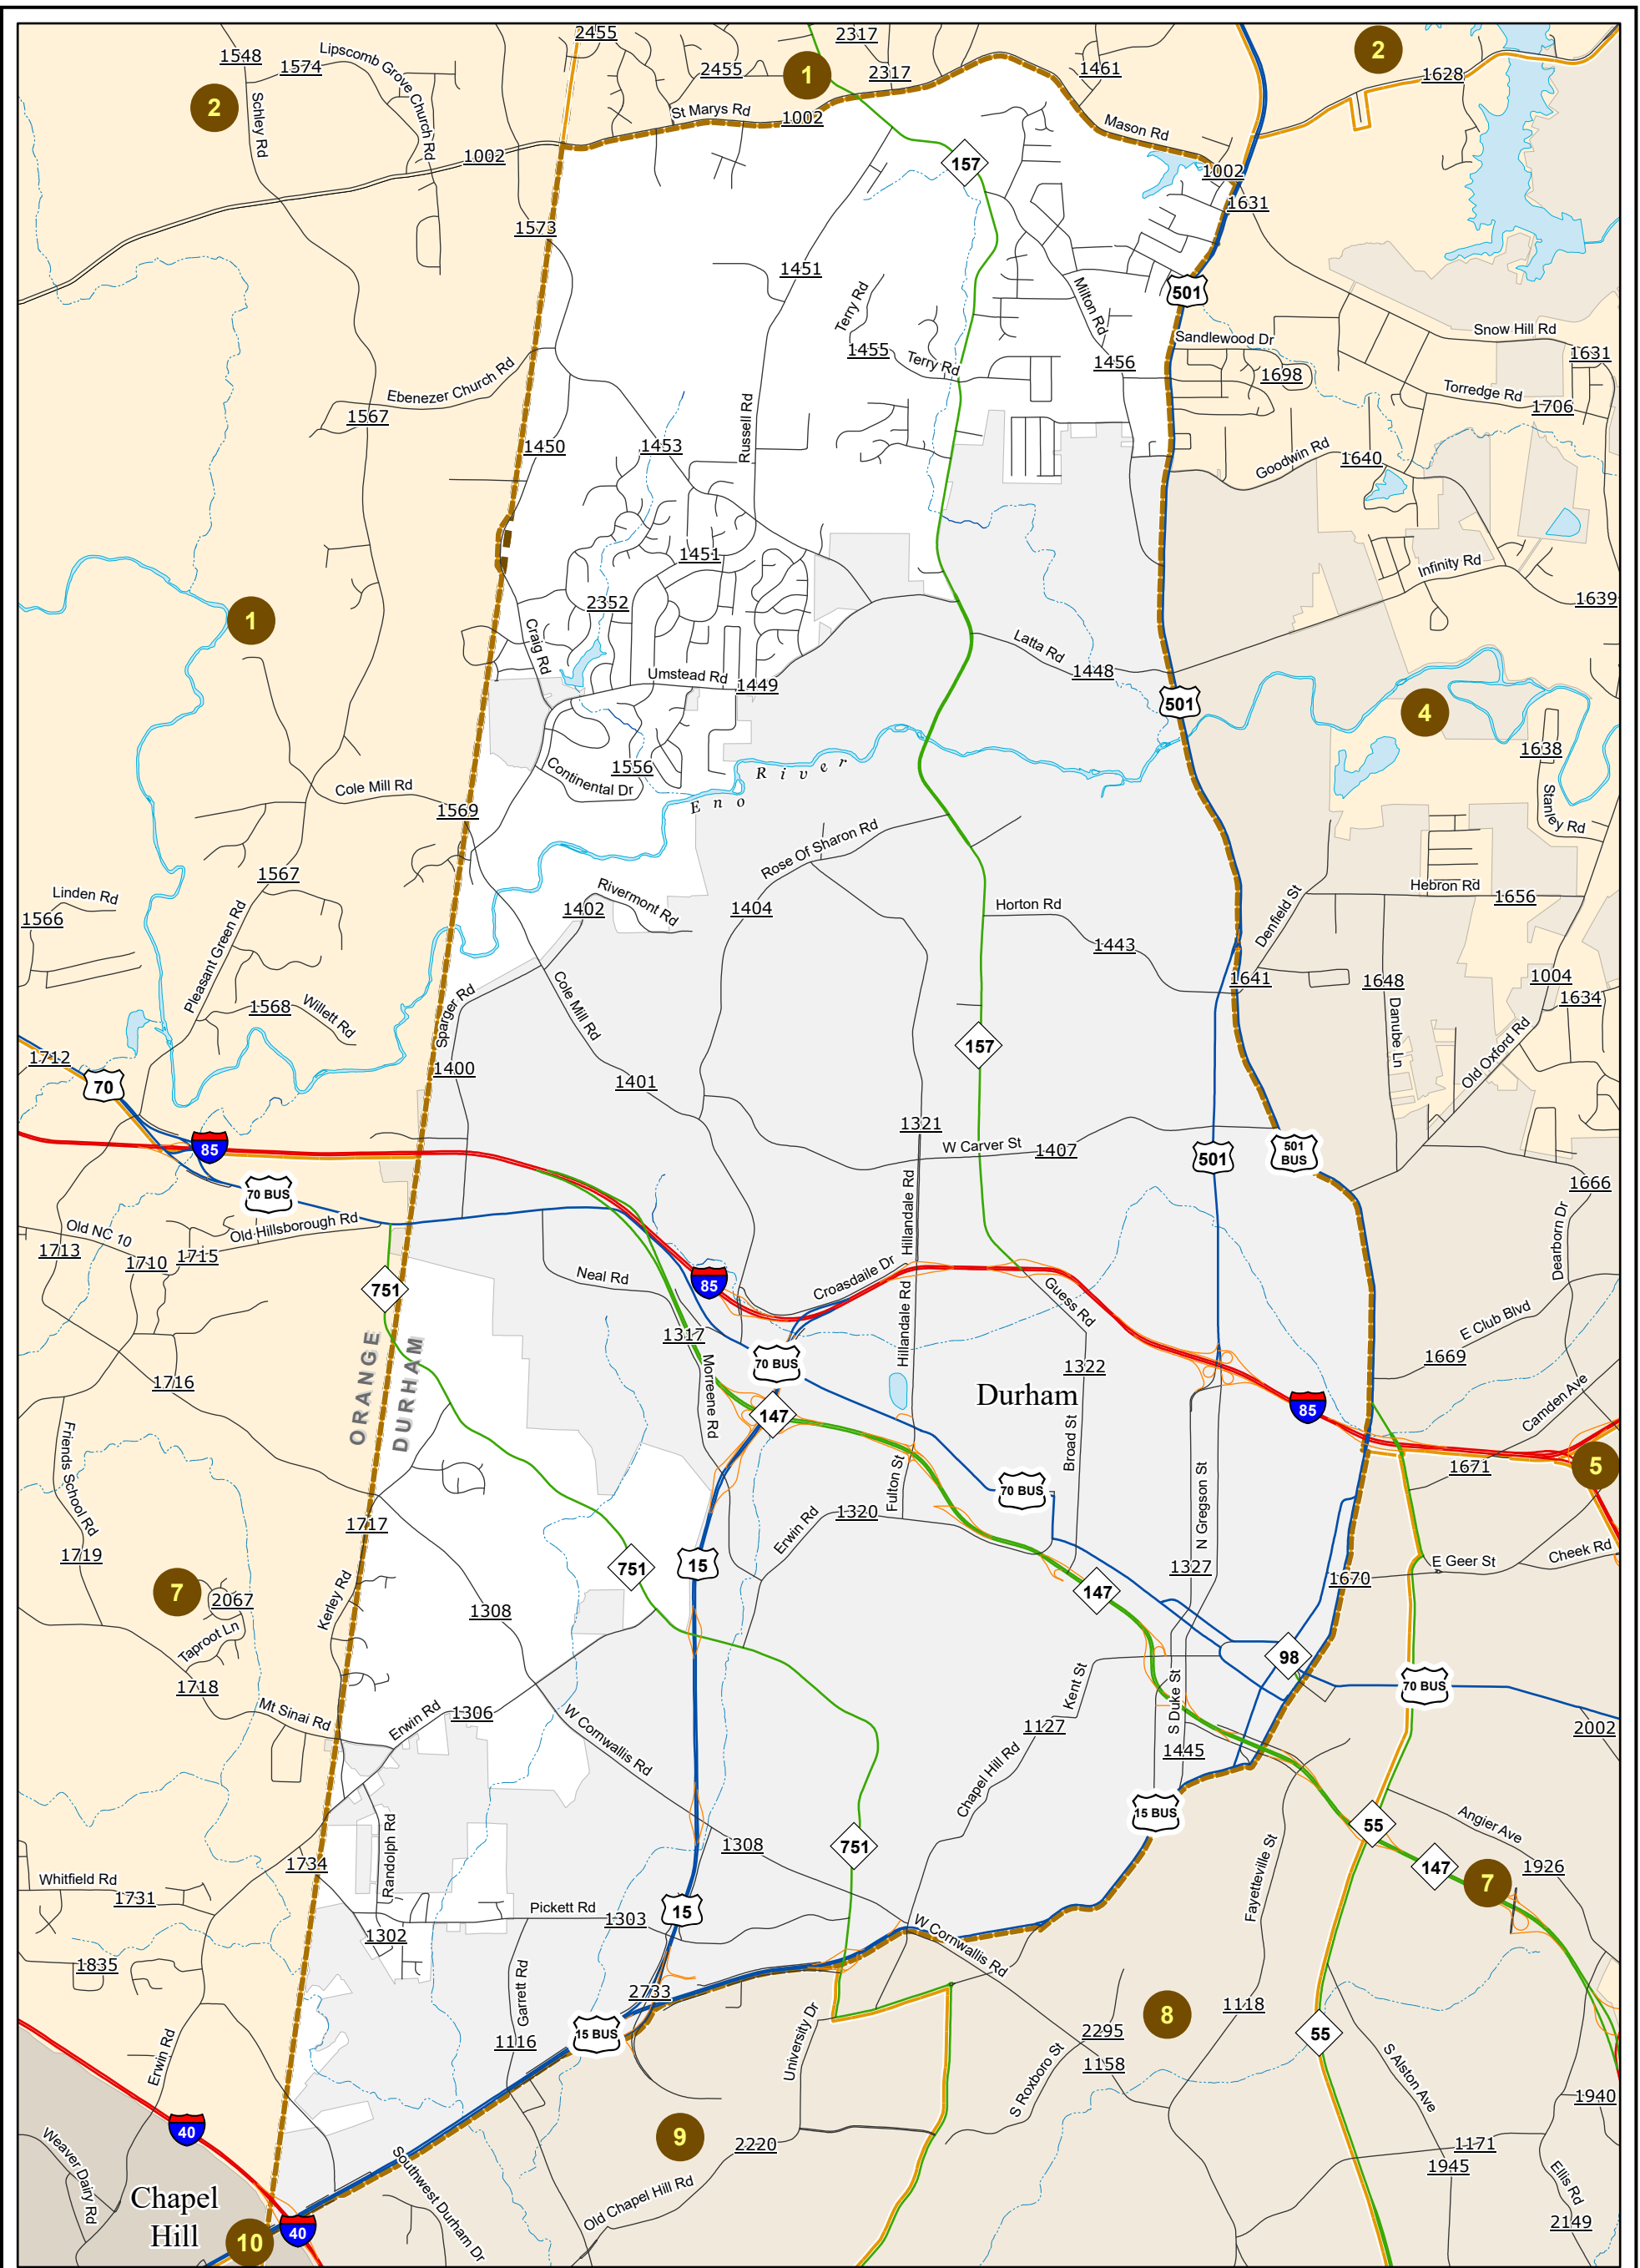 2455
2317
1548
1574
Lipscomb Grove Church Rd
2455
1
2317
1461
2
1628
2
Schley Rd
St Marys Rd
1002
Mason Rd
1002
157
1002
1631
1573
1451
501
Terry Rd
Milton Rd
Sandlewood Dr
Snow Hill Rd
1631
1455
Terry Rd
1456
1698
Ebenezer Church Rd
Torredge Rd
1706
1567
Russell Rd
1450
1453
Goodwin Rd
1640
1451
Infinity Rd
1639
1
2352
Craig Rd
Latta Rd
1448
Umstead Rd
1449
501
4
1638
1556
Continental Dr
Eno River
Cole Mill Rd
1569
Stanley Rd
Rose Of Sharon Rd
1567
Linden Rd
1566
Hebron Rd
1656
Rivermont Rd
1402
1404
Horton Rd
1443
Denfield St
Pleasant Green Rd
1641
1648
1004
1634
1568
Willett Rd
Sparger Rd
Cole Mill Rd
157
Danube Ln
Old Oxford Rd
1712
70
1400
1401
1321
W Carver St
1407
501
501
BUS
85
70 BUS
1666
Old NC 10
Old Hillsborough Rd
1713
1710
1715
Hillandale Rd
Dearborn Dr
751
Neal Rd
85
Croasdaile Dr
Guess Rd
ORANGE
DURHAM
1317
Hillandale Rd
E Club Blvd
1669
70 BUS
1322
1716
Morreene Rd
Durham
85
Camden Ave
147
Broad St
5
1671
Friends School Rd
Fulton St
70 BUS
N Gregson St
1717
1320
Erwin Rd
1719
751
15
E Geer St
Cheek Rd
1327
1670
147
7
2067
Kerley Rd
1308
Taproot Ln
98
1718
Kent St
S Duke St
70 BUS
Mt Sinai Rd
Erwin Rd
1306
W Cornwallis Rd
1127
2002
1445
Chapel Hill Rd
15 BUS
Randolph Rd
1308
751
55
Angier Ave
147
1926
1734
Whitfield Rd
1731
Fayetteville St
7
Pickett Rd
1303
15
1302
W Cornwallis Rd
1835
Garrett Rd
2733
1118
8
15 BUS
University Dr
1116
2295
1158
55
S Roxboro St
S Alston Ave
Erwin Rd
1940
40
9
2220
1171
1945
Weaver Dairy Rd
Southwest Durham Dr
Old Chapel Hill Rd
Ellis Rd
Chapel
Hill
10
40
2149